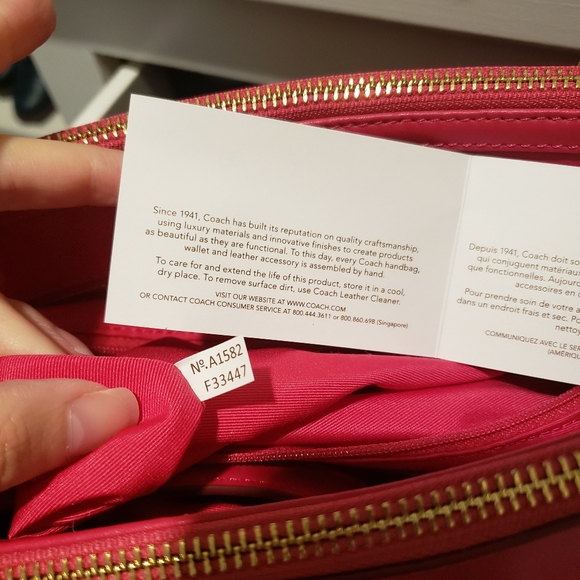 Since 1941, Coach has built its reputation on quality craftsmanship,
using luxury materials and innovative finishes to create products
as beautiful as they are functional. To this day, every Coach handbag,
wallet and leather accessory is assembled by hand.
To care for and extend the life of this product, store it in a cool,
dry place. To remove surface dirt, use Coach Leather Cleaner.
VISIT OUR WEBSITE AT WWW.COACH.COM
OR CONTACT COACH CONSUMER SERVICE AT 800.444.3611 or 800.860.698 (Singapore)
Depuis 1941, Coach doit so
qui conjuguent matériau
que fonctionnelles. Aujour
accessoires en c
Pour prendre soin de votre a
dans un endroit frais et sec. Po
netto
COMMUNIQUEZ AVEC LE SER
(AMÉRIQ
Nº.A1582
F33447